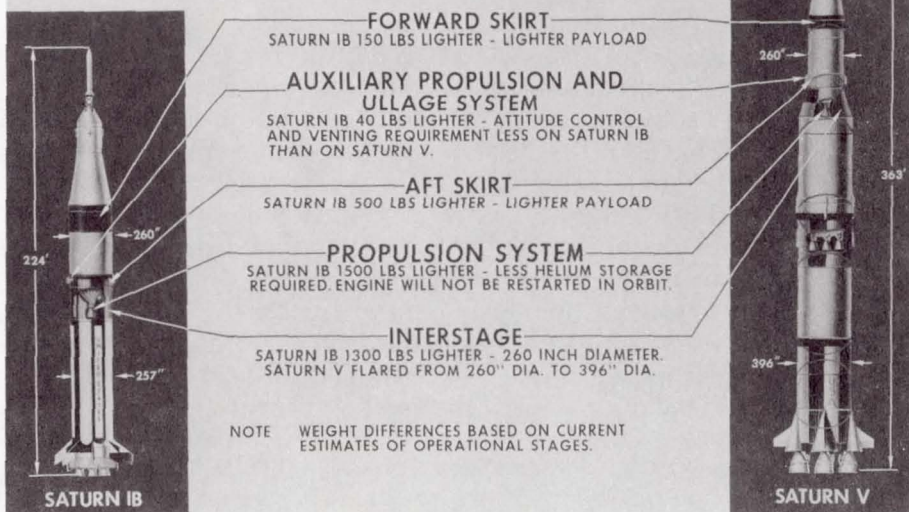 FORWARD SKIRT
SATURN IB 150 LBS LIGHTER - LIGHTER PAYLOAD
AUXILIARY PROPULSION AND
ULLAGE SYSTEM
SATURN IB 40 LBS LIGHTER - ATTITUDE CONTROL
AND VENTING REQUIREMENT LESS ON SATURN IB
THAN ON SATURN V.
AFT SKIRT
SATURN IB 500 LBS LIGHTER - LIGHTER PAYLOAD
PROPULSION SYSTEM
SATURN IB 1500 LBS LIGHTER - LESS HELIUM STORAGE
REQUIRED. ENGINE WILL NOT BE RESTARTED IN ORBIT.
INTERSTAGE
SATURN IB 1300 LBS LIGHTER - 260 INCH DIAMETER.
SATURN V FLARED FROM 260" DIA. TO 396" DIA.
NOTE WEIGHT DIFFERENCES BASED ON CURRENT
ESTIMATES OF OPERATIONAL STAGES.
224'
260"
257"
SATURN IB
260"
363'
396"
SATURN V